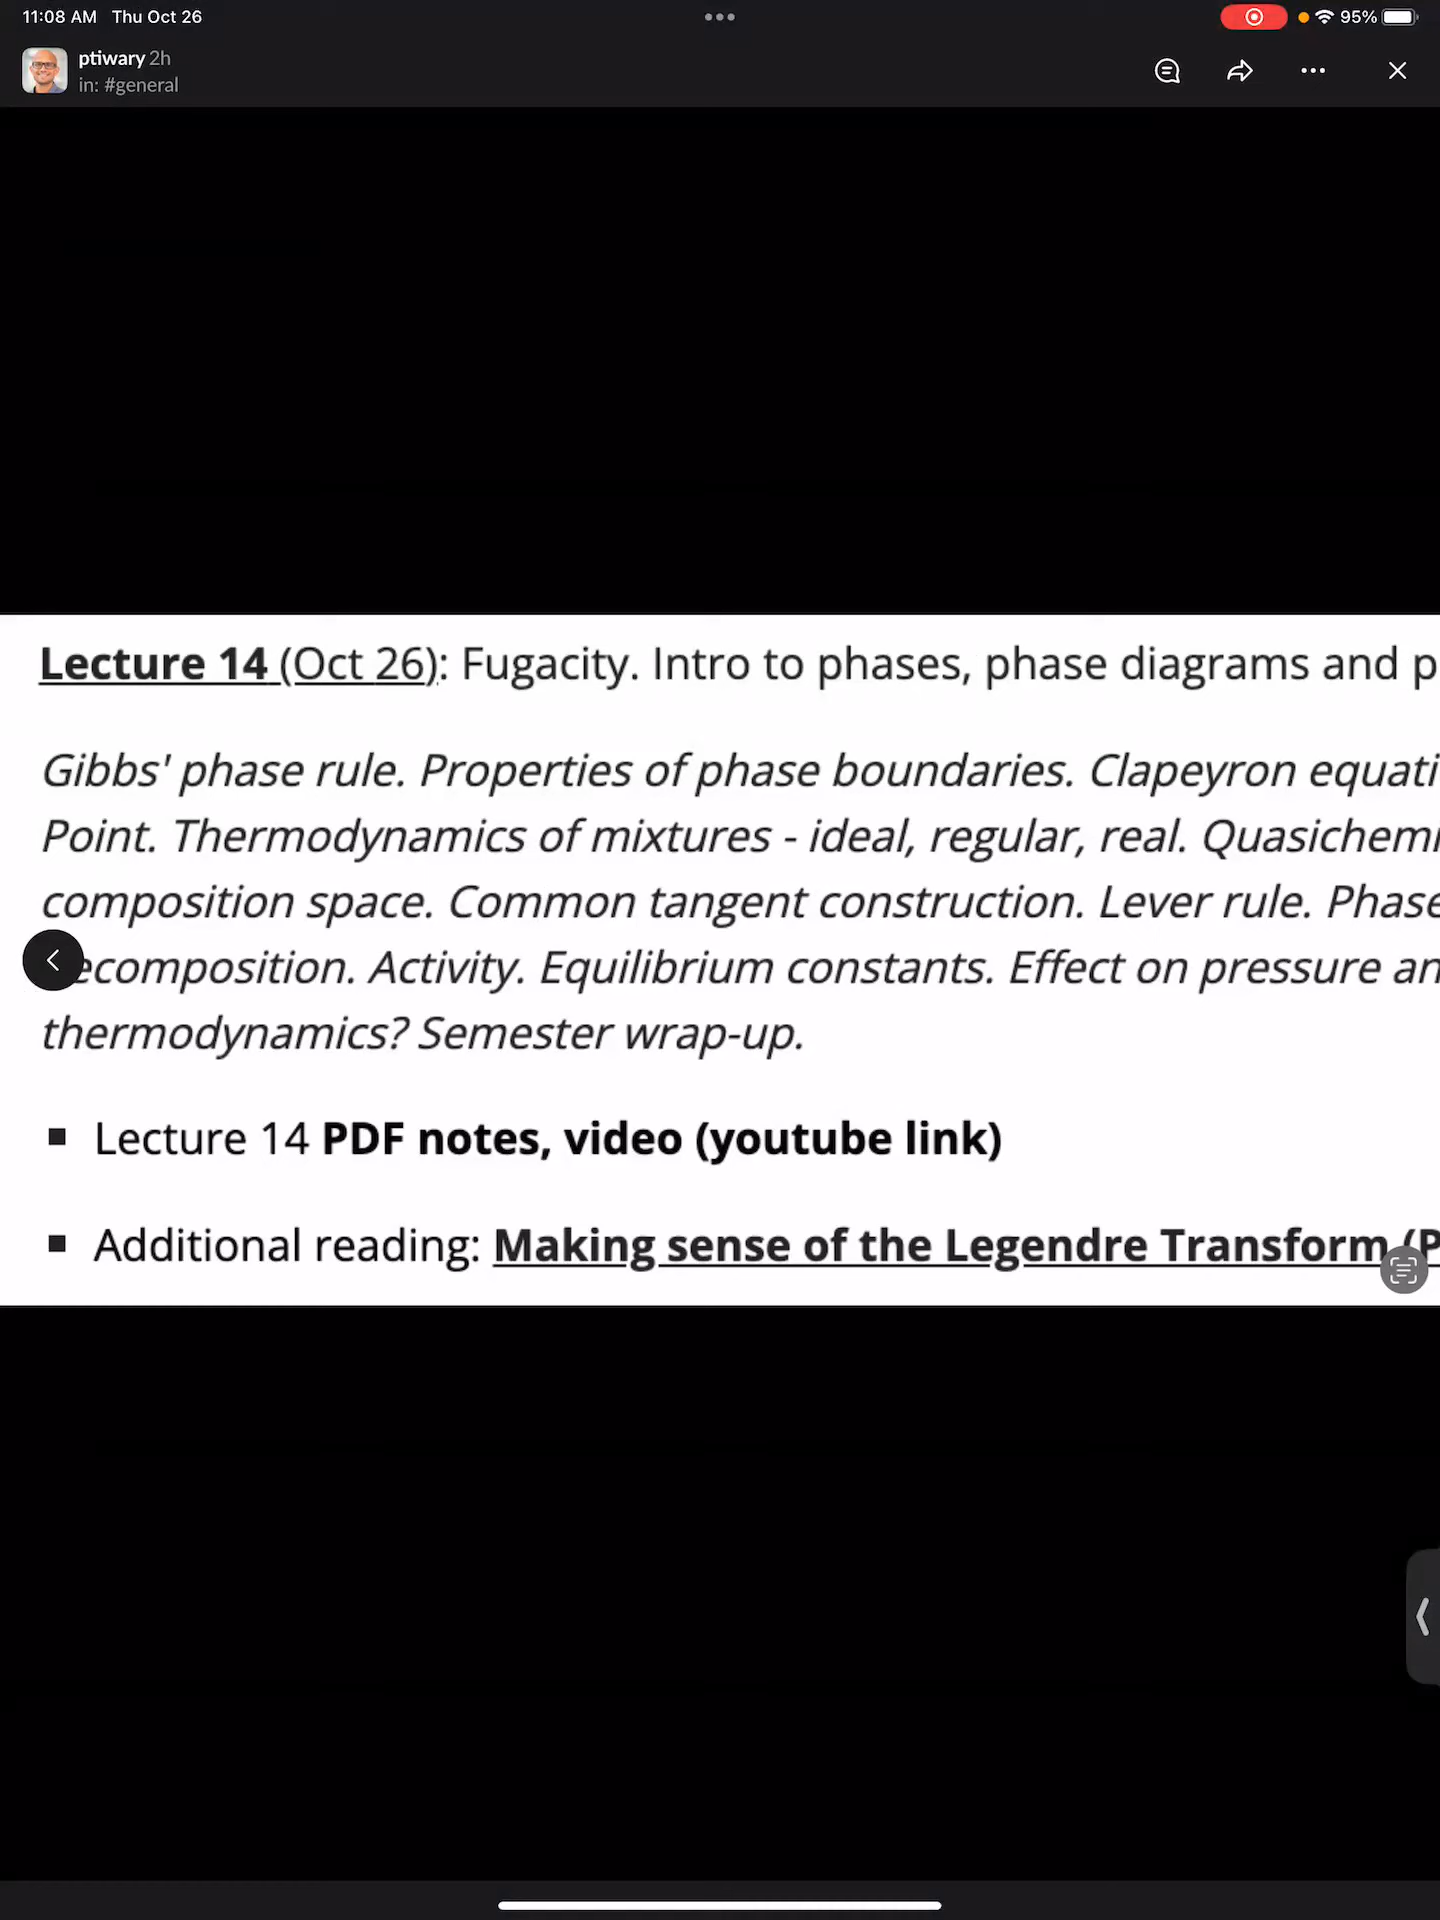 11:08 AM Thu Oct 26
95%
ptiwary 2h
in: #general
Lecture 14 (Oct 26): Fugacity. Intro to phases, phase diagrams and p
Gibbs' phase rule. Properties of phase boundaries. Clapeyron equati
Point. Thermodynamics of mixtures - ideal, regular, real. Quasichemi
composition space. Common tangent construction. Lever rule. Phase
ecomposition. Activity. Equilibrium constants. Effect on pressure an
thermodynamics? Semester wrap-up.
▪ Lecture 14 PDF notes, video (youtube link)
▪ Additional reading: Making sense of the Legendre Transform (P